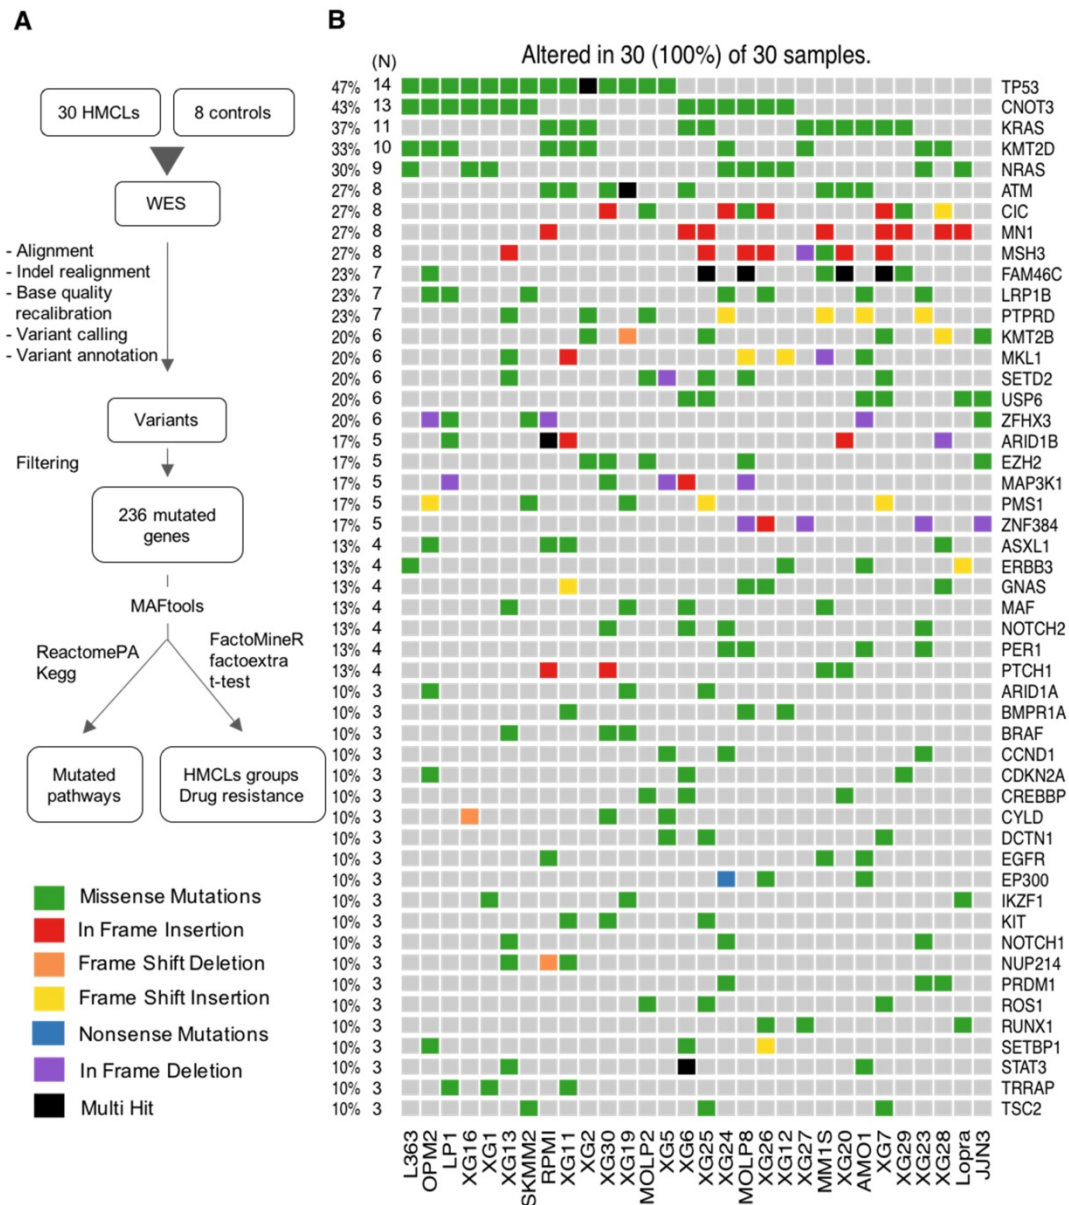 A
30 HMCLs
8 controls
WES
- Alignment
- Indel realignment
- Base quality
recalibration
- Variant calling
- Variant annotation
Variants
Filtering
236 mutated
genes
MAFtools
ReactomePA
Kegg
FactoMineR
factoextra
t-test
Mutated
pathways
HMCLs groups
Drug resistance
Missense Mutations
In Frame Insertion
Frame Shift Deletion
Frame Shift Insertion
Nonsense Mutations
In Frame Deletion
Multi Hit
B
(N)
Altered in 30 (100%) of 30 samples.
47% 14 TP53
43% 13 CNOT3
37% 11 KRAS
33% 10 KMT2D
30% 9 NRAS
27% 8 ATM
27% 8 CIC
27% 8 MN1
27% 8 MSH3
23% 7 FAM46C
23% 7 LRP1B
23% 7 PTPRD
20% 6 KMT2B
20% 6 MKL1
20% 6 SETD2
20% 6 USP6
20% 6 ZFHX3
17% 5 ARID1B
17% 5 EZH2
17% 5 MAP3K1
17% 5 PMS1
17% 5 ZNF384
13% 4 ASXL1
13% 4 ERBB3
13% 4 GNAS
13% 4 MAF
13% 4 NOTCH2
13% 4 PER1
13% 4 PTCH1
10% 3 ARID1A
10% 3 BMPR1A
10% 3 BRAF
10% 3 CCND1
10% 3 CDKN2A
10% 3 CREBBP
10% 3 CYLD
10% 3 DCTN1
10% 3 EGFR
10% 3 EP300
10% 3 IKZF1
10% 3 KIT
10% 3 NOTCH1
10% 3 NUP214
10% 3 PRDM1
10% 3 ROS1
10% 3 RUNX1
10% 3 SETBP1
10% 3 STAT3
10% 3 TRRAP
10% 3 TSC2
L363
OPM2
LP1
XG16
XG1
XG13
SKMM2
RPMI
XG11
XG2
XG30
XG19
MOLP2
XG5
XG6
XG25
XG24
MOLP8
XG26
XG12
XG27
MM1S
XG20
AMO1
XG7
XG29
XG23
XG28
Lopra
JJN3